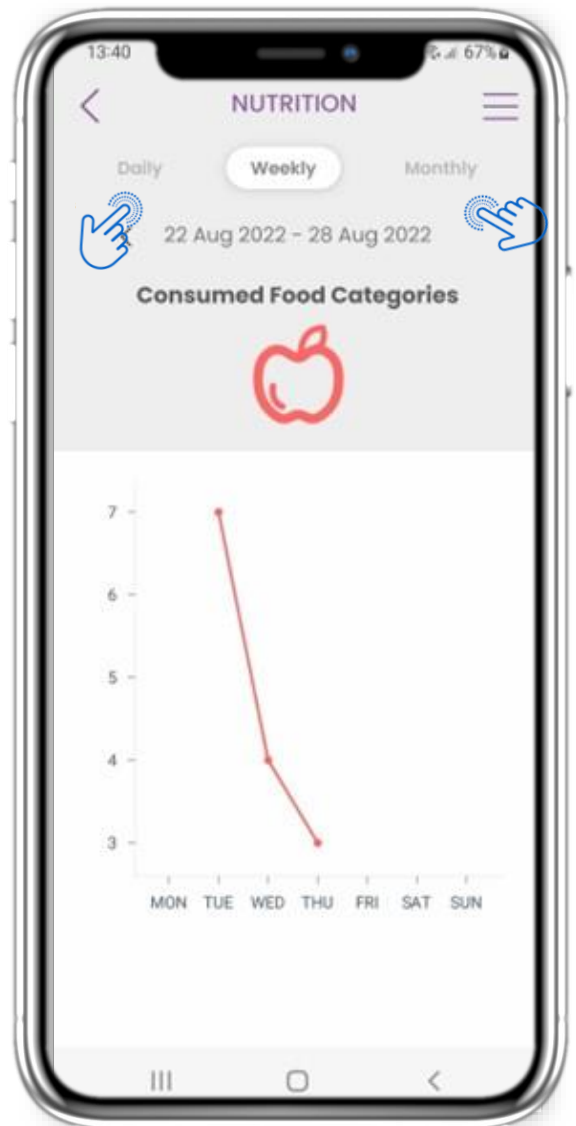 13:40 67%
NUTRITION
Daily Weekly Monthly
22 Aug 2022 - 28 Aug 2022
Consumed Food Categories
7
6
5
4
3
MON TUE WED THU FRI SAT SUN